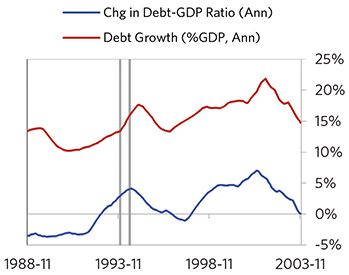 Chg in Debt-GDP Ratio (Ann)
Debt Growth (%GDP, Ann)
25%
20%
15%
10%
5%
0%
-5%
1988-11 1993-11 1998-11 2003-11